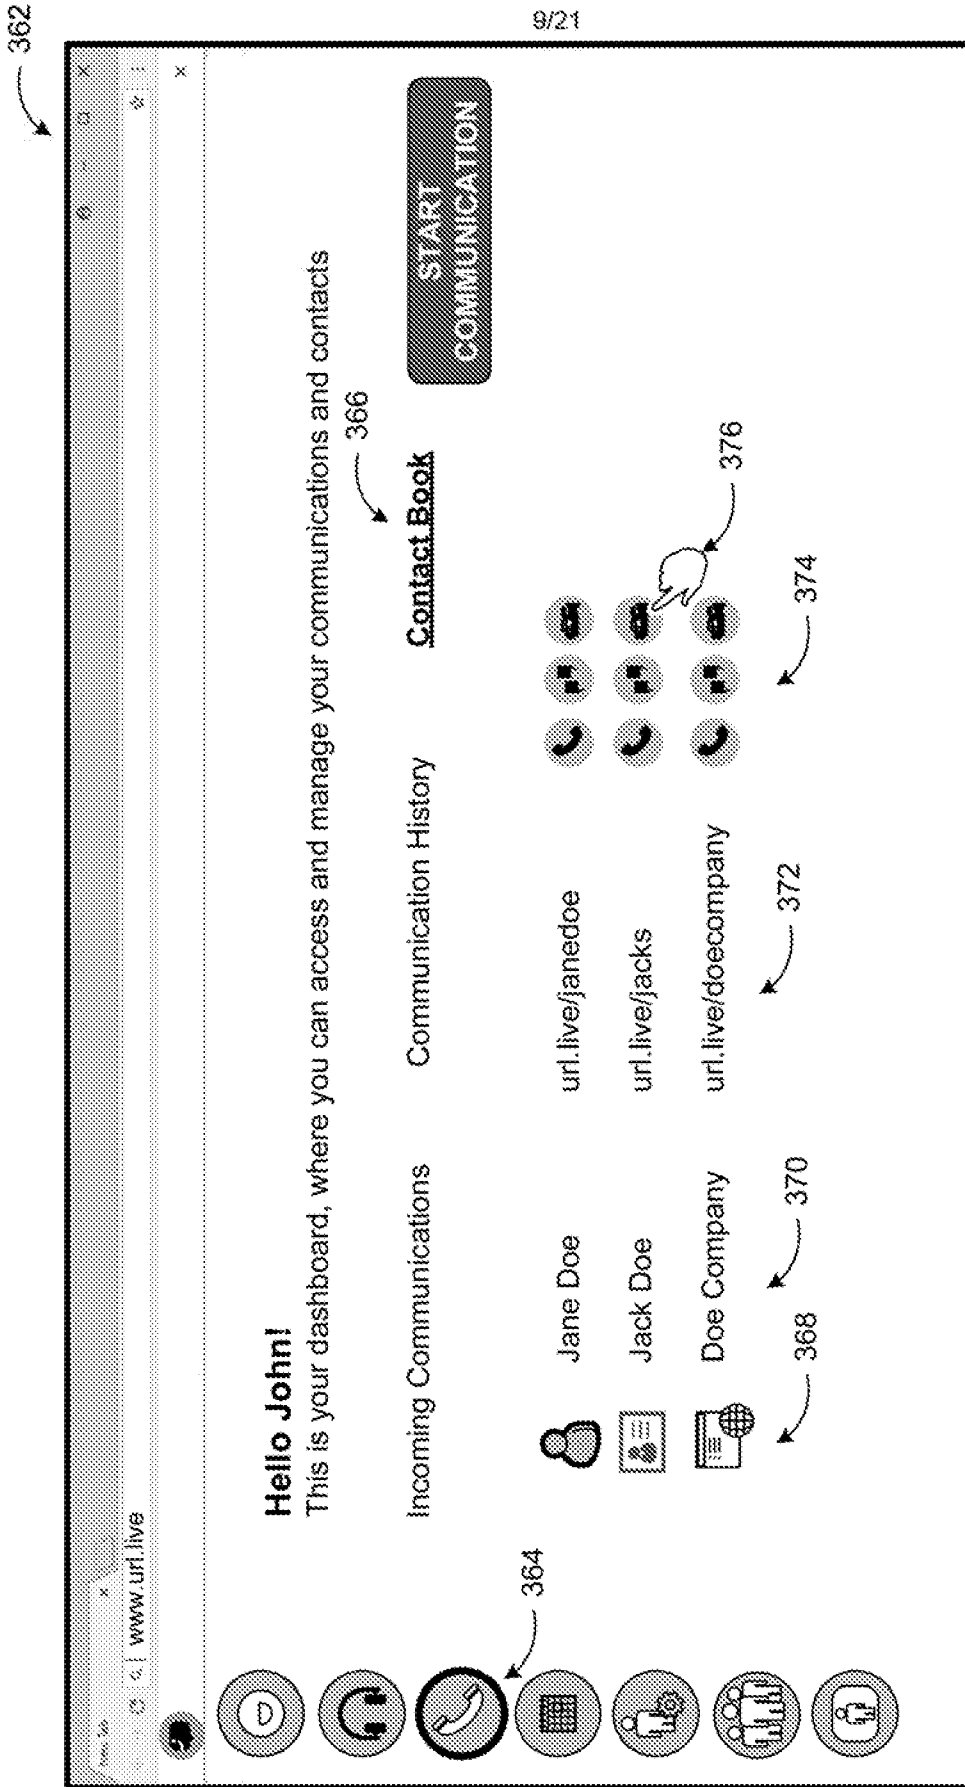 9/21
362
www.url.live
Hello John!
This is your dashboard, where you can access and manage your communications and contacts
366
Incoming Communications
Communication History
Contact Book
START
COMMUNICATION
364
Jane Doe
url.live/janedoe
Jack Doe
url.live/jacks
Doe Company
url.live/doecompany
376
368
370
372
374